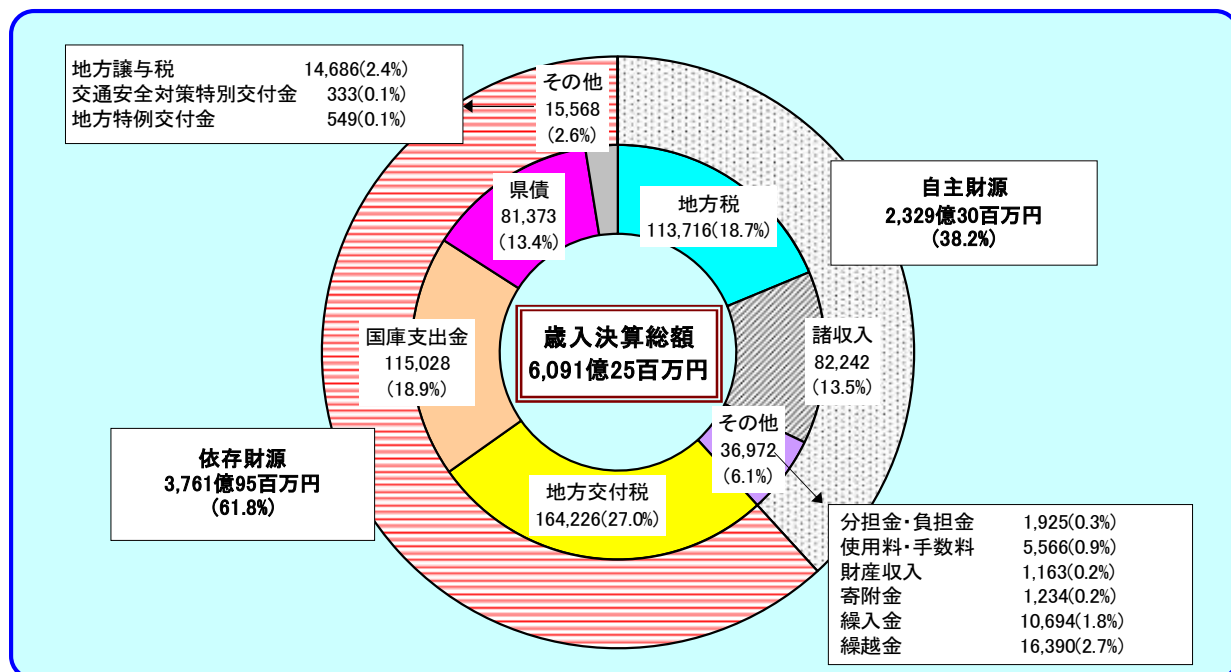 地方譲与税 14,686(2.4%)
交通安全対策特別交付金 333(0.1%)
地方特例交付金 549(0.1%)
その他
15,568
(2.6%)
県債
81,373
(13.4%)
地方税
113,716(18.7%)
自主財源
2,329億30百万円
(38.2%)
国庫支出金
115,028
(18.9%)
歳入決算総額
6,091億25百万円
諸収入
82,242
(13.5%)
その他
36,972
(6.1%)
依存財源
3,761億95百万円
(61.8%)
地方交付税
164,226(27.0%)
分担金・負担金 1,925(0.3%)
使用料・手数料 5,566(0.9%)
財産収入 1,163(0.2%)
寄附金 1,234(0.2%)
繰入金 10,694(1.8%)
繰越金 16,390(2.7%)